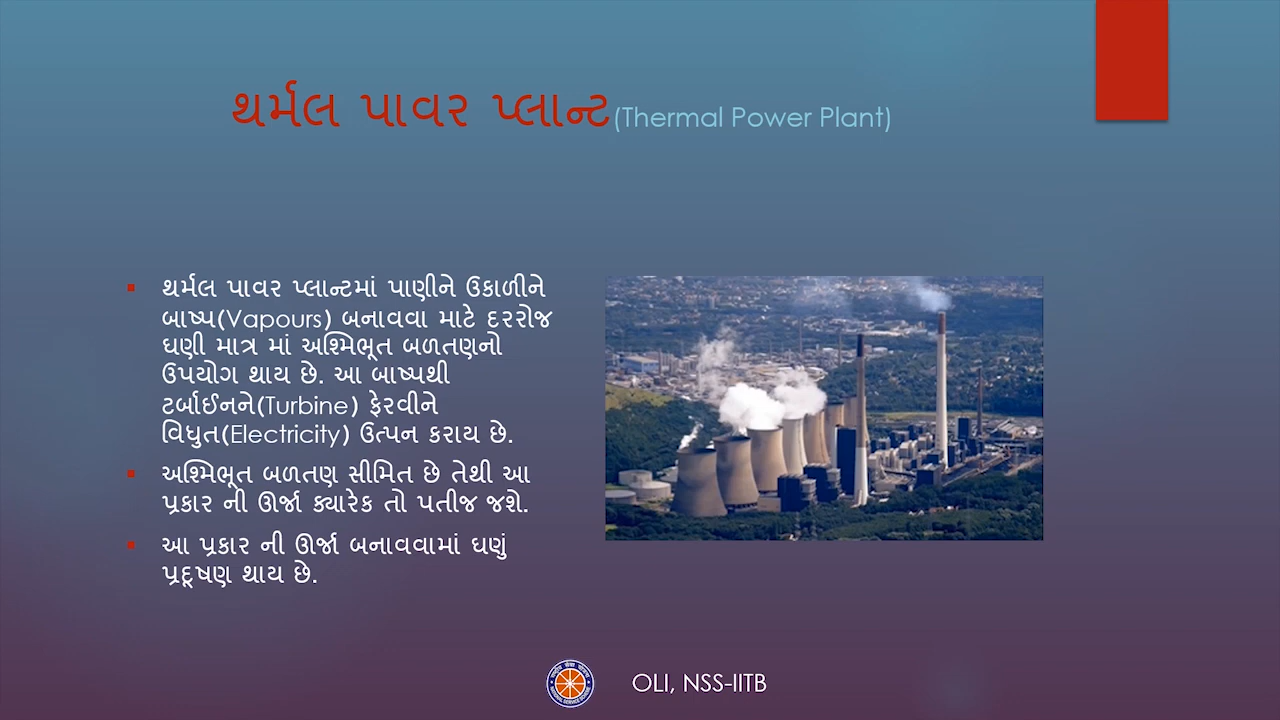 થર્મલ પાવર પ્લાન્ટ(Thermal Power Plant)
થર્મલ પાવર પ્લાન્ટમાં પાણીને ઉકાળીને
બાષ્પ(Vapours) બનાવવા માટે દરરોજ
ઘણી માત્ર માં અશ્મિભૂત બળતણનો
ઉપયોગ થાય છે. આ બાષ્પથી
ટર્બાઈનને(Turbine) ફેરવીને
વિધુત(Electricity) ઉત્પન કરાય છે.
અશ્મિભૂત બળતણ સીમિત છે તેથી આ
પ્રકાર ની ઊર્જા ક્યારેક તો પતીજ જશે.
આ પ્રકાર ની ઊર્જા બનાવવામાં ઘણું
પ્રદૂષણ થાય છે.
OLI, NSS-IITB